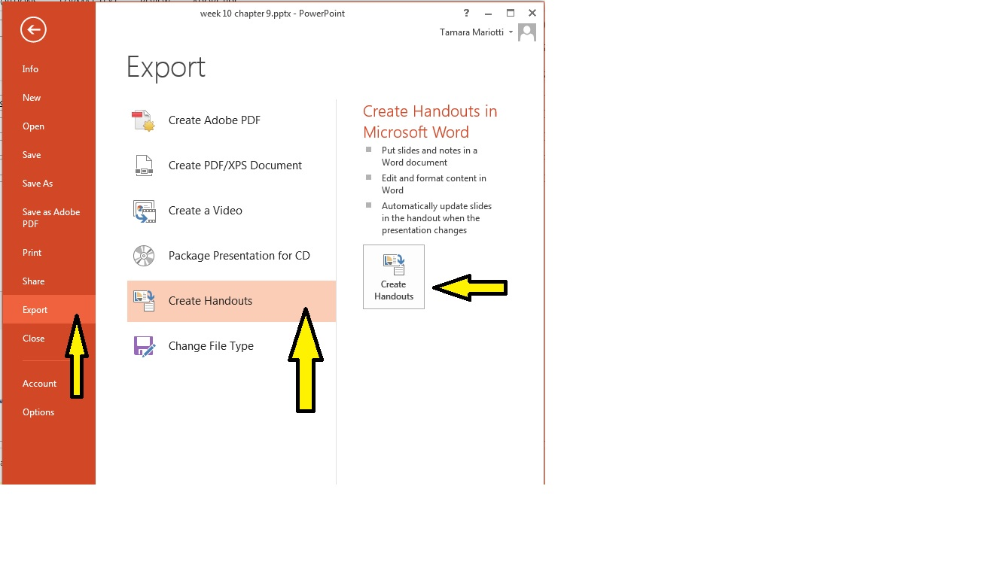 week 10 chapter 9.pptx - PowerPoint
?
Tamara Mariotti
Info
New
Open
Save
Save As
Save as Adobe
PDF
Print
Share
Export
Close
Account
Options
Export
Create Adobe PDF
Create PDF/XPS Document
Create a Video
Package Presentation for CD
Create Handouts
Change File Type
Create Handouts in
Microsoft Word
Put slides and notes in a
Word document
Edit and format content in
Word
Automatically update slides
in the handout when the
presentation changes
Create
Handouts